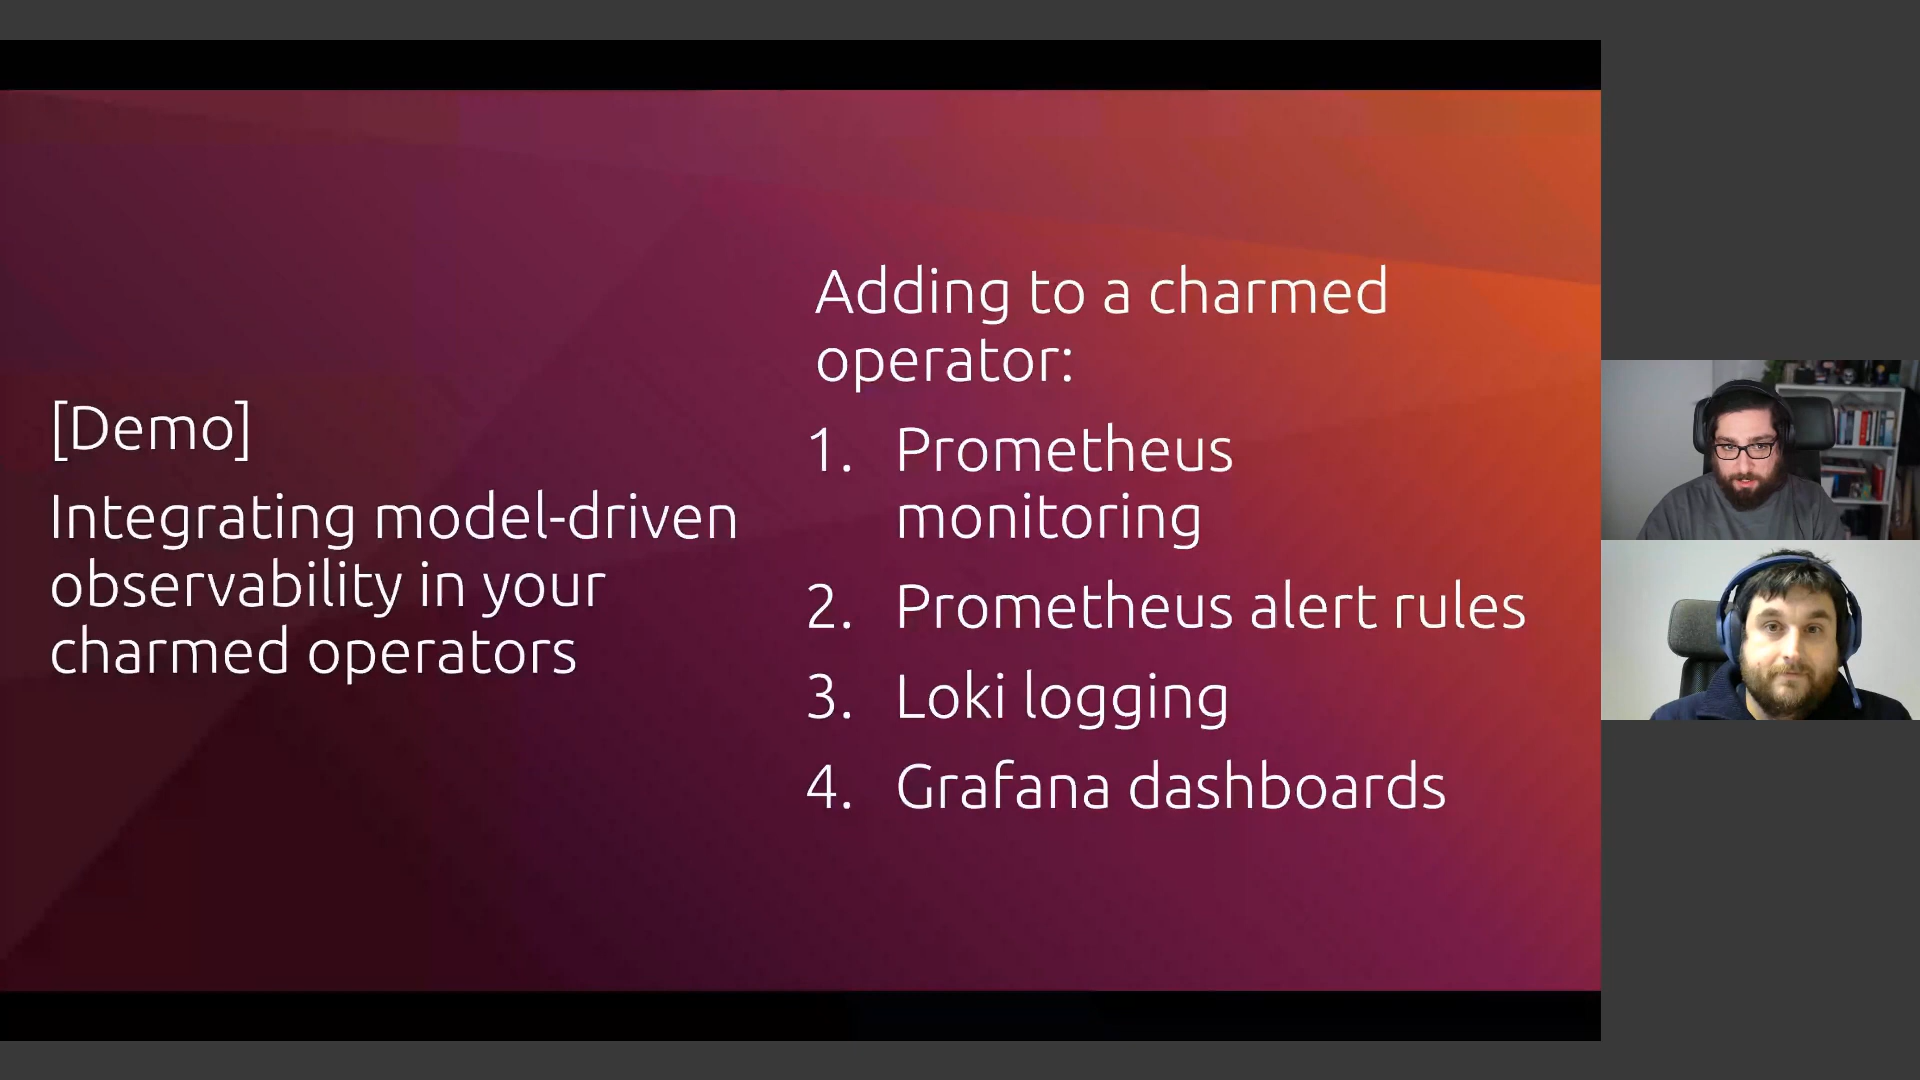 [Demo]
Integrating model-driven
observability in your
charmed operators
Adding to a charmed
operator:
1. Prometheus
monitoring
2. Prometheus alert rules
3. Loki logging
4. Grafana dashboards